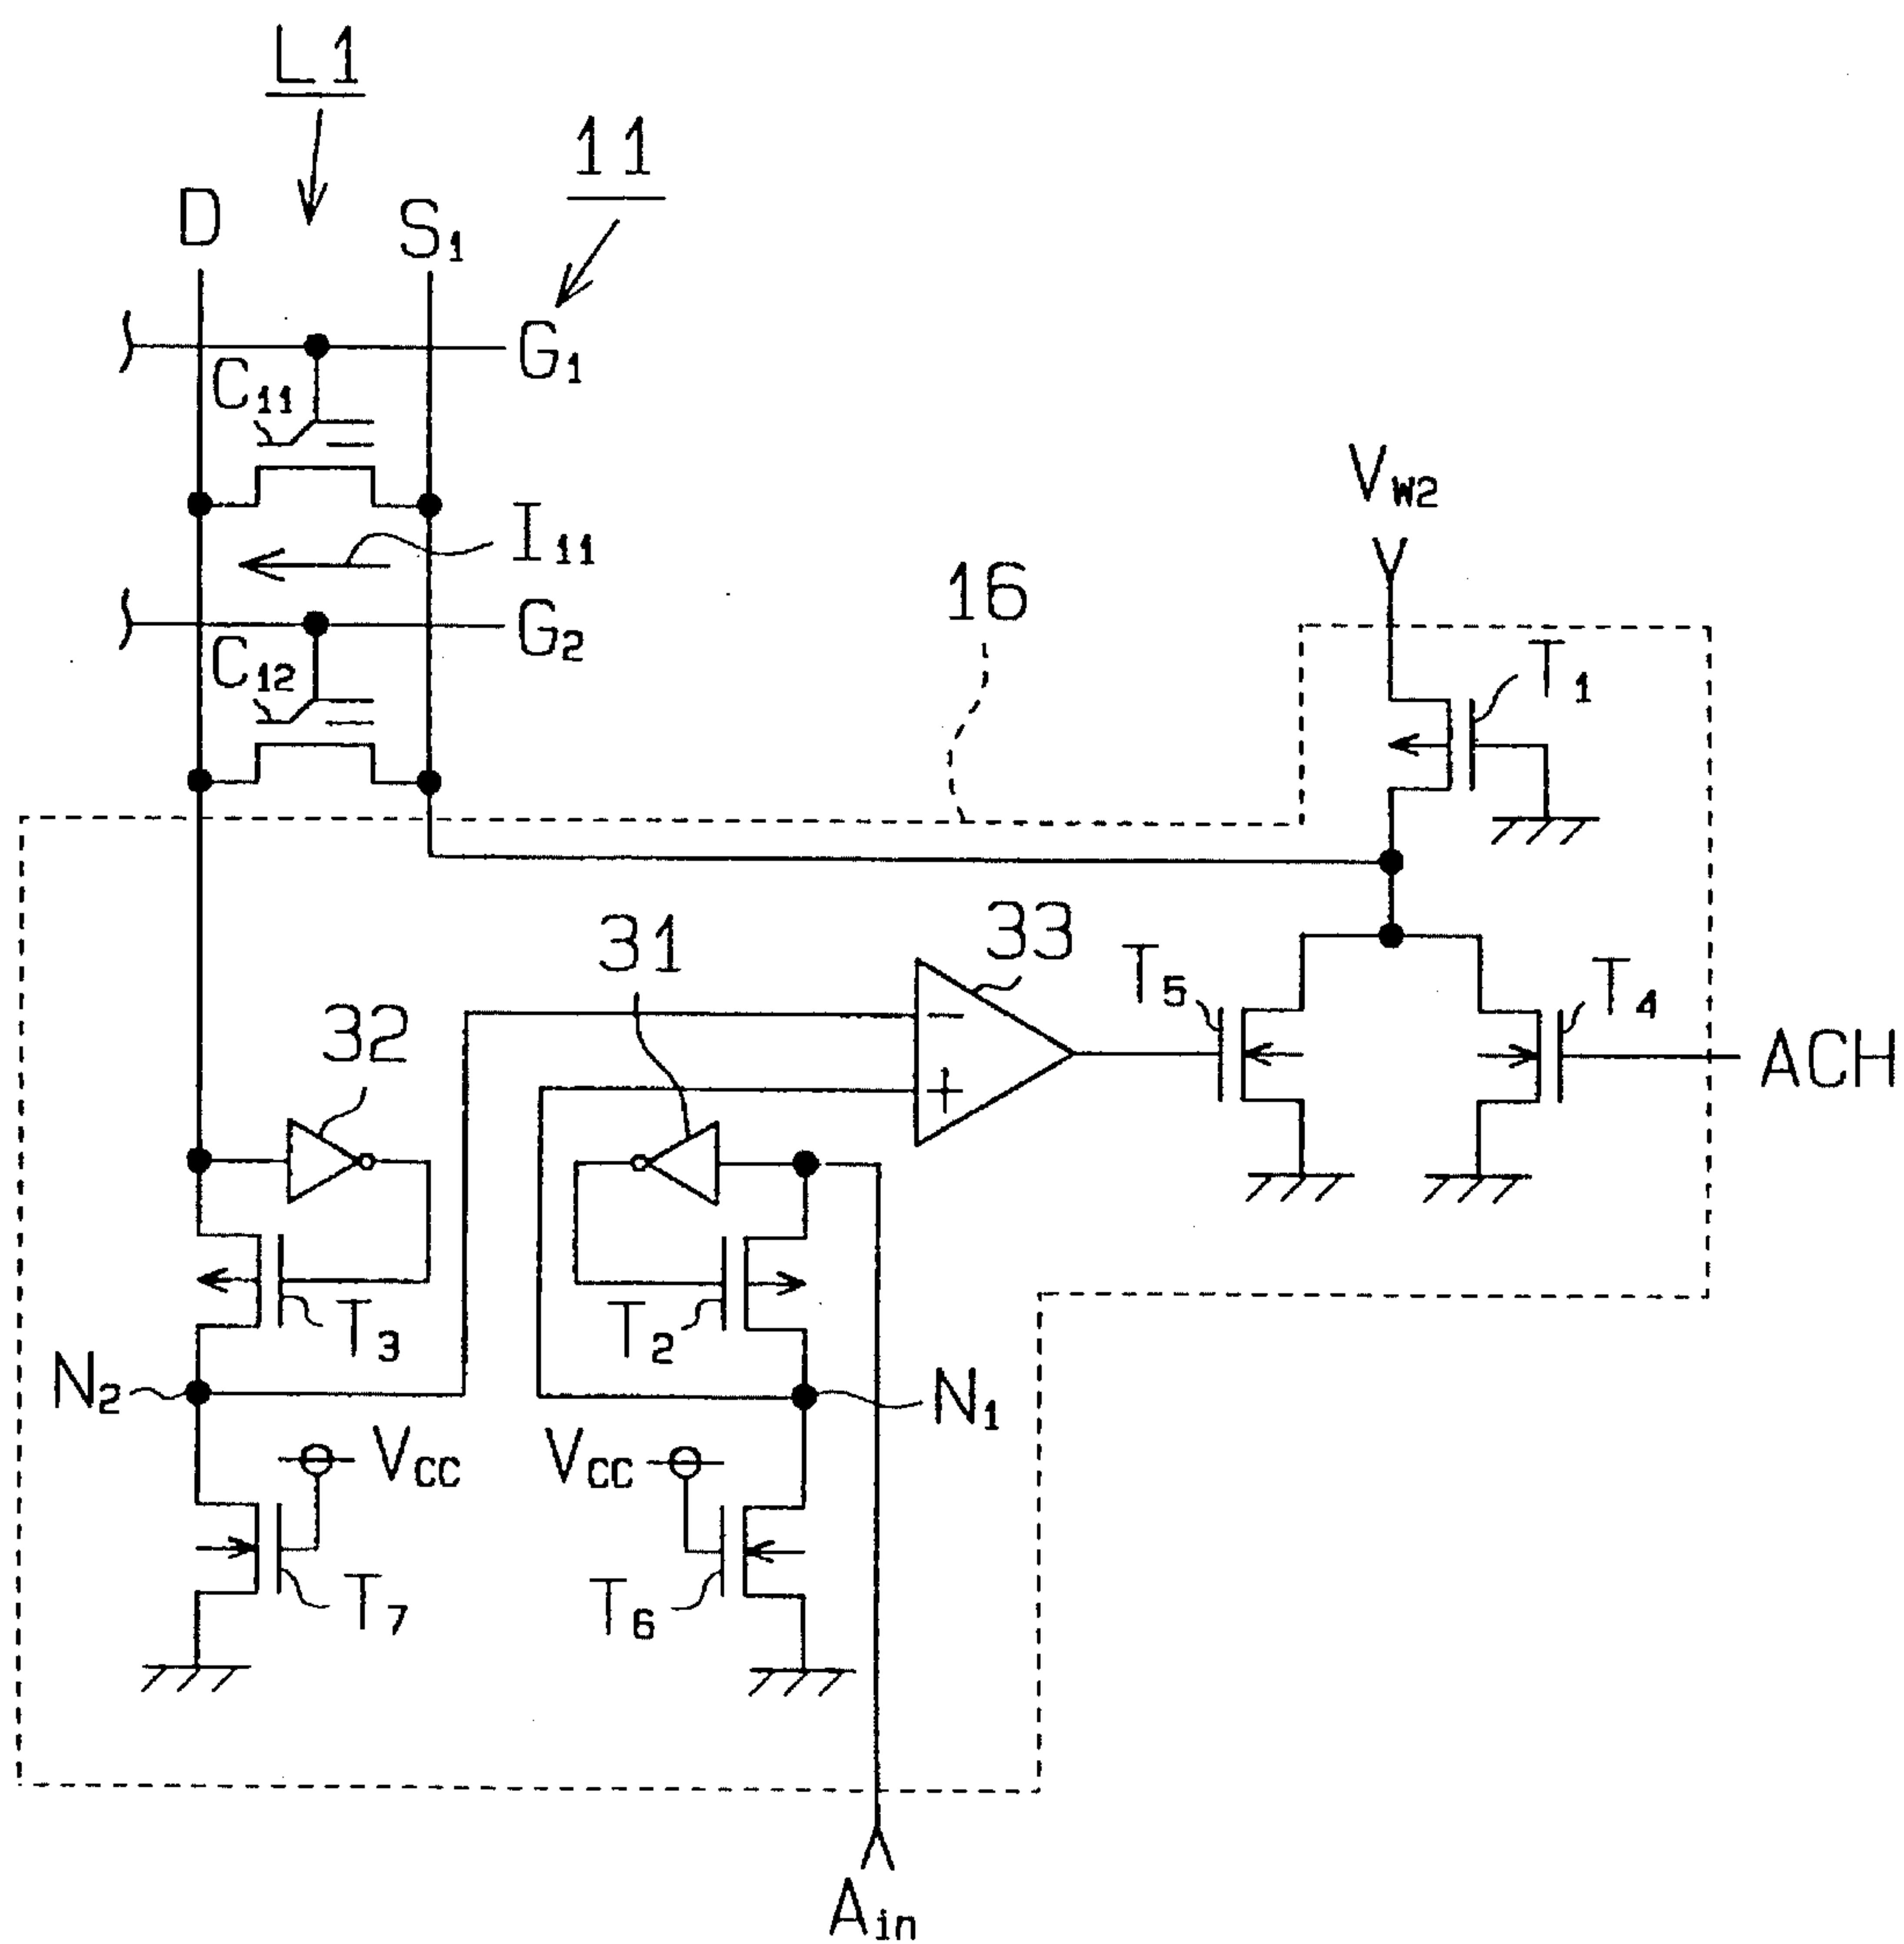 L1
11
D
S1
G1
C11
I11
G2
C12
VW2
16
T1
33
31
32
T5
T4
ACH
−
+
T3
T2
N2
N1
VCC
VCC
T7
T6
Ain